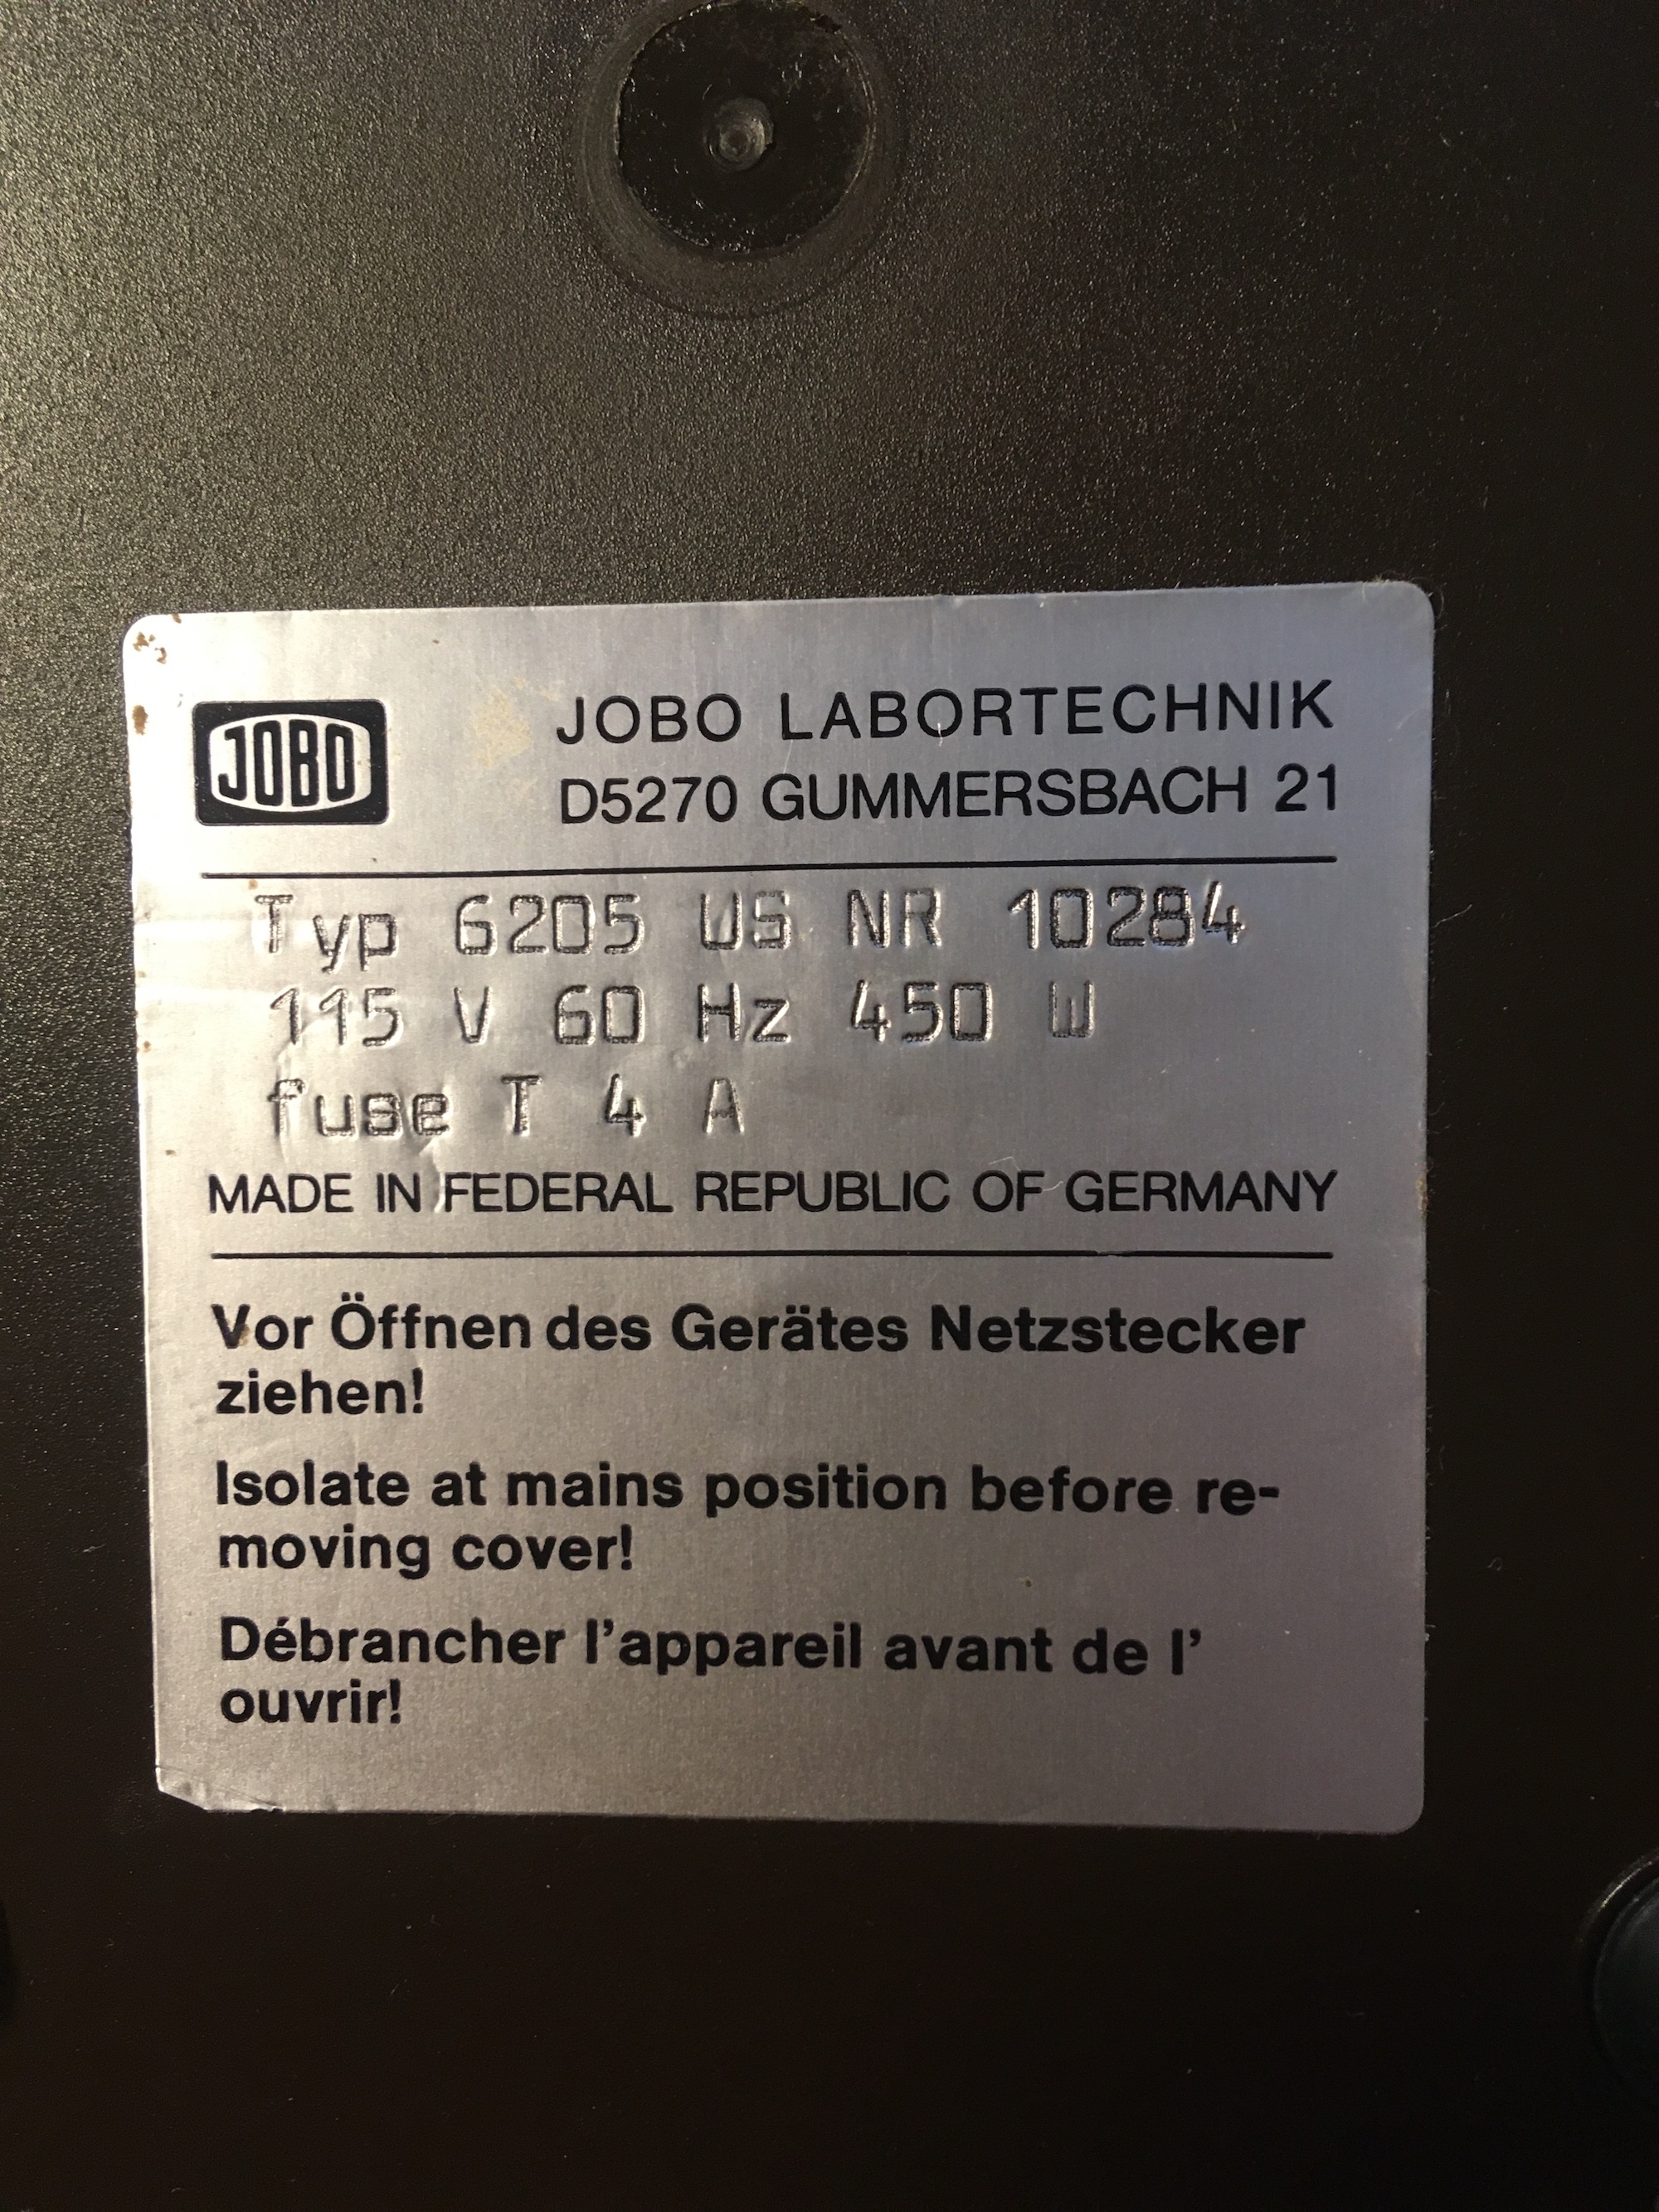 JOBO
JOBO LABORTECHNIK
D5270 GUMMERSBACH 21
Typ 6205 US NR 10284
115 V 60 Hz 450 W
fuse T 4 A
MADE IN FEDERAL REPUBLIC OF GERMANY
Vor Öffnen des Gerätes Netzstecker
ziehen!
Isolate at mains position before re-
moving cover!
Débrancher l'appareil avant de l'
ouvrir!